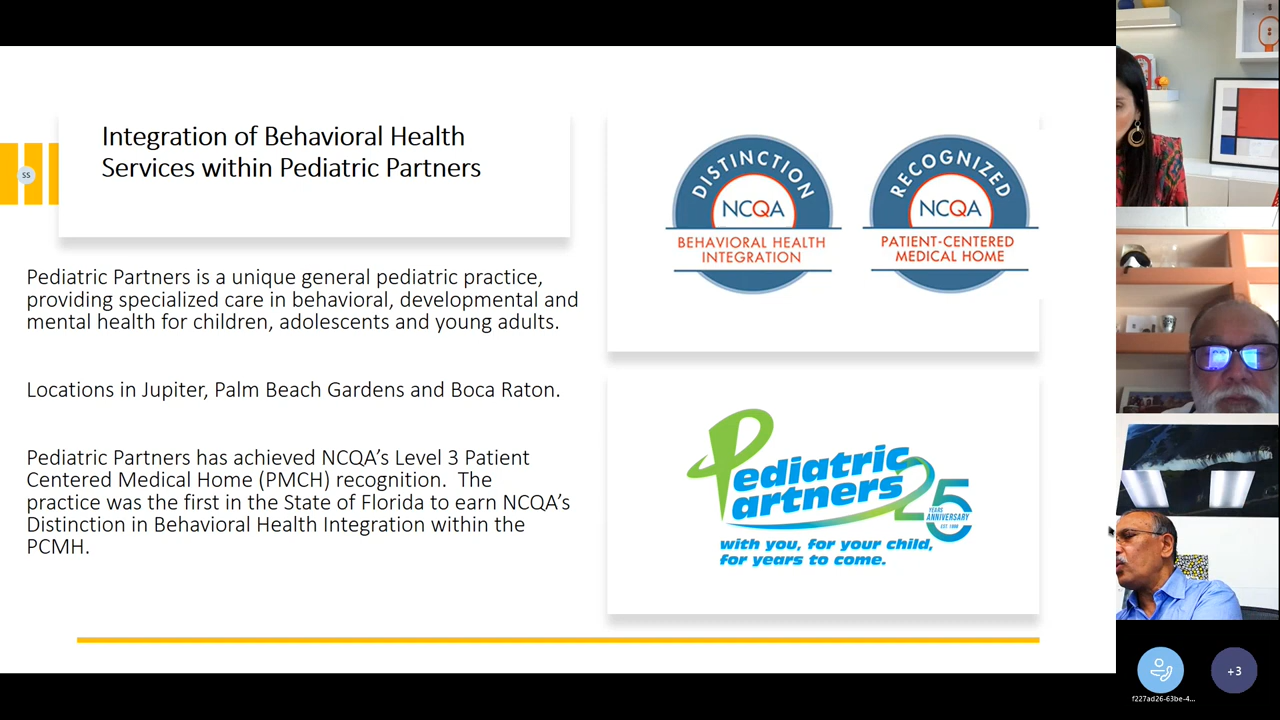 Integration of Behavioral Health
Services within Pediatric Partners
SS
Pediatric Partners is a unique general pediatric practice,
providing specialized care in behavioral, developmental and
mental health for children, adolescents and young adults.
Locations in Jupiter, Palm Beach Gardens and Boca Raton.
Pediatric Partners has achieved NCQA’s Level 3 Patient
Centered Medical Home (PMCH) recognition. The
practice was the first in the State of Florida to earn NCQA’s
Distinction in Behavioral Health Integration within the
PCMH.
DISTINCTION
NCQA
BEHAVIORAL HEALTH
INTEGRATION
RECOGNIZED
NCQA
PATIENT-CENTERED
MEDICAL HOME
Pediatric
Partners 25
YEARS
ANNIVERSARY
EST. 1998
with you, for your child,
for years to come.
f227ad26-63be-4...
+3